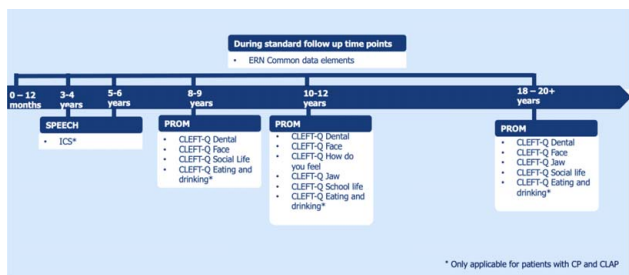 During standard follow up time points
• ERN Common data elements
0 – 12
months
3-4
years
5-6
years
8-9
years
10-12
years
18 – 20+
years
SPEECH
• ICS*
PROM
• CLEFT-Q Dental
• CLEFT-Q Face
• CLEFT-Q Social Life
• CLEFT-Q Eating and
drinking*
PROM
• CLEFT-Q Dental
• CLEFT-Q Face
• CLEFT-Q How do
you feel
• CLEFT-Q Jaw
• CLEFT-Q School life
• CLEFT-Q Eating and
drinking*
PROM
• CLEFT-Q Dental
• CLEFT-Q Face
• CLEFT-Q Jaw
• CLEFT-Q Social life
• CLEFT-Q Eating and
drinking*
* Only applicable for patients with CP and CLAP